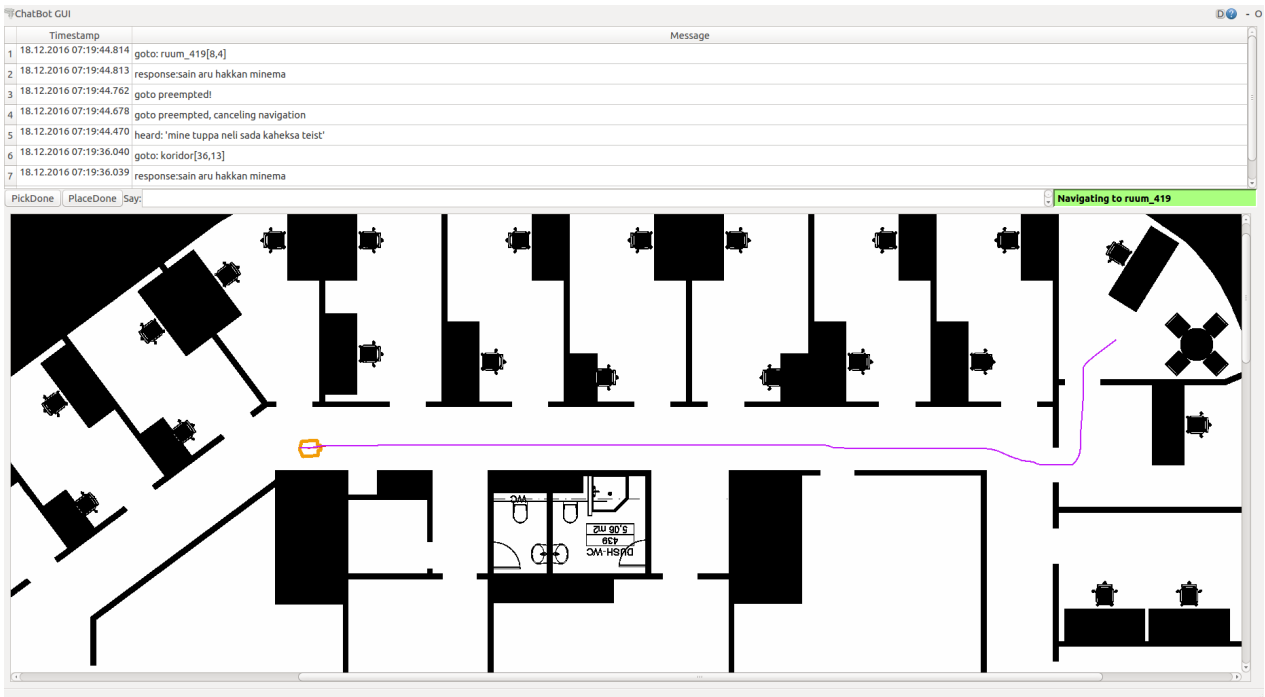 ChatBot GUI
Timestamp Message
1 18.12.2016 07:19:44.814 goto: ruum_419[8,4]
2 18.12.2016 07:19:44.813 response:sain aru hakkan minema
3 18.12.2016 07:19:44.762 goto preempted!
4 18.12.2016 07:19:44.678 goto preempted, canceling navigation
5 18.12.2016 07:19:44.470 heard: 'mine tuppa neli sada kaheksa teist'
6 18.12.2016 07:19:36.040 goto: koridor[36,13]
7 18.12.2016 07:19:36.039 response:sain aru hakkan minema
PickDone PlaceDone Say: Navigating to ruum_419
WC
5,06 m2
439
DUSH-WC